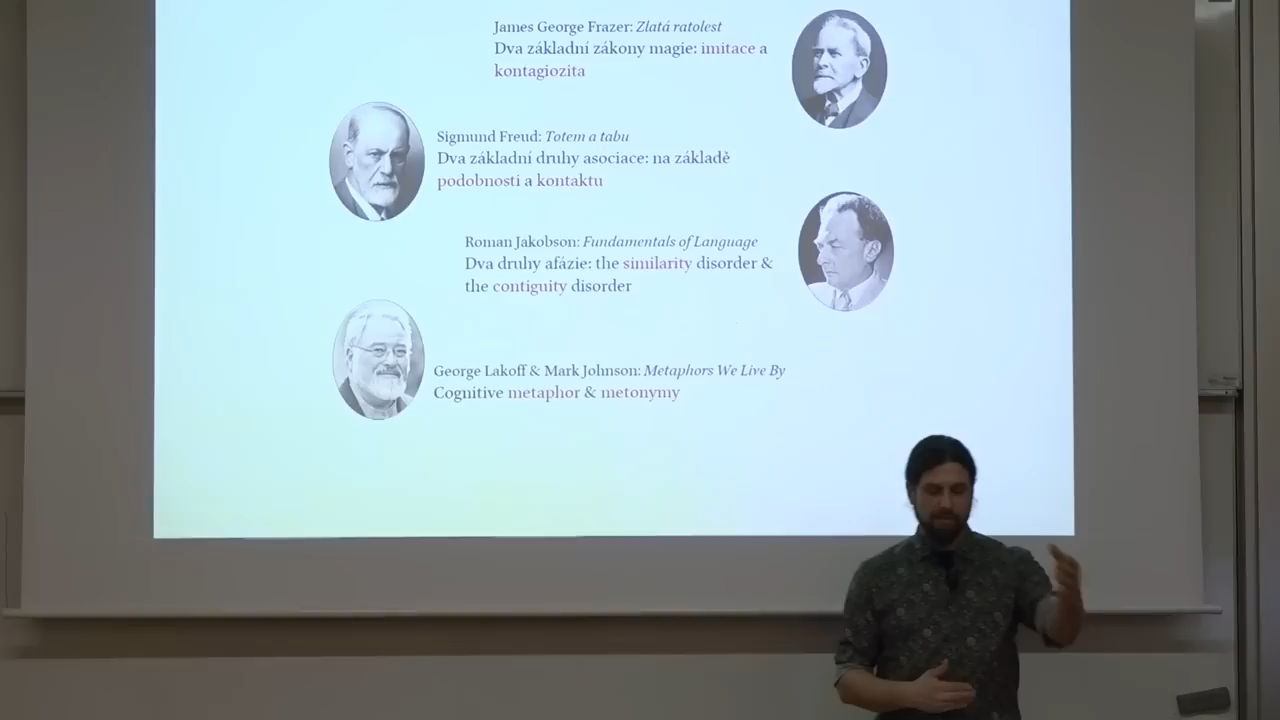 James George Frazer: Zlatá ratolest
Dva základní zákony magie: imitace a
kontagiozita
Sigmund Freud: Totem a tabu
Dva základní druhy asociace: na základě
podobnosti a kontaktu
Roman Jakobson: Fundamentals of Language
Dva druhy afázie: the similarity disorder &
the contiguity disorder
George Lakoff & Mark Johnson: Metaphors We Live By
Cognitive metaphor & metonymy